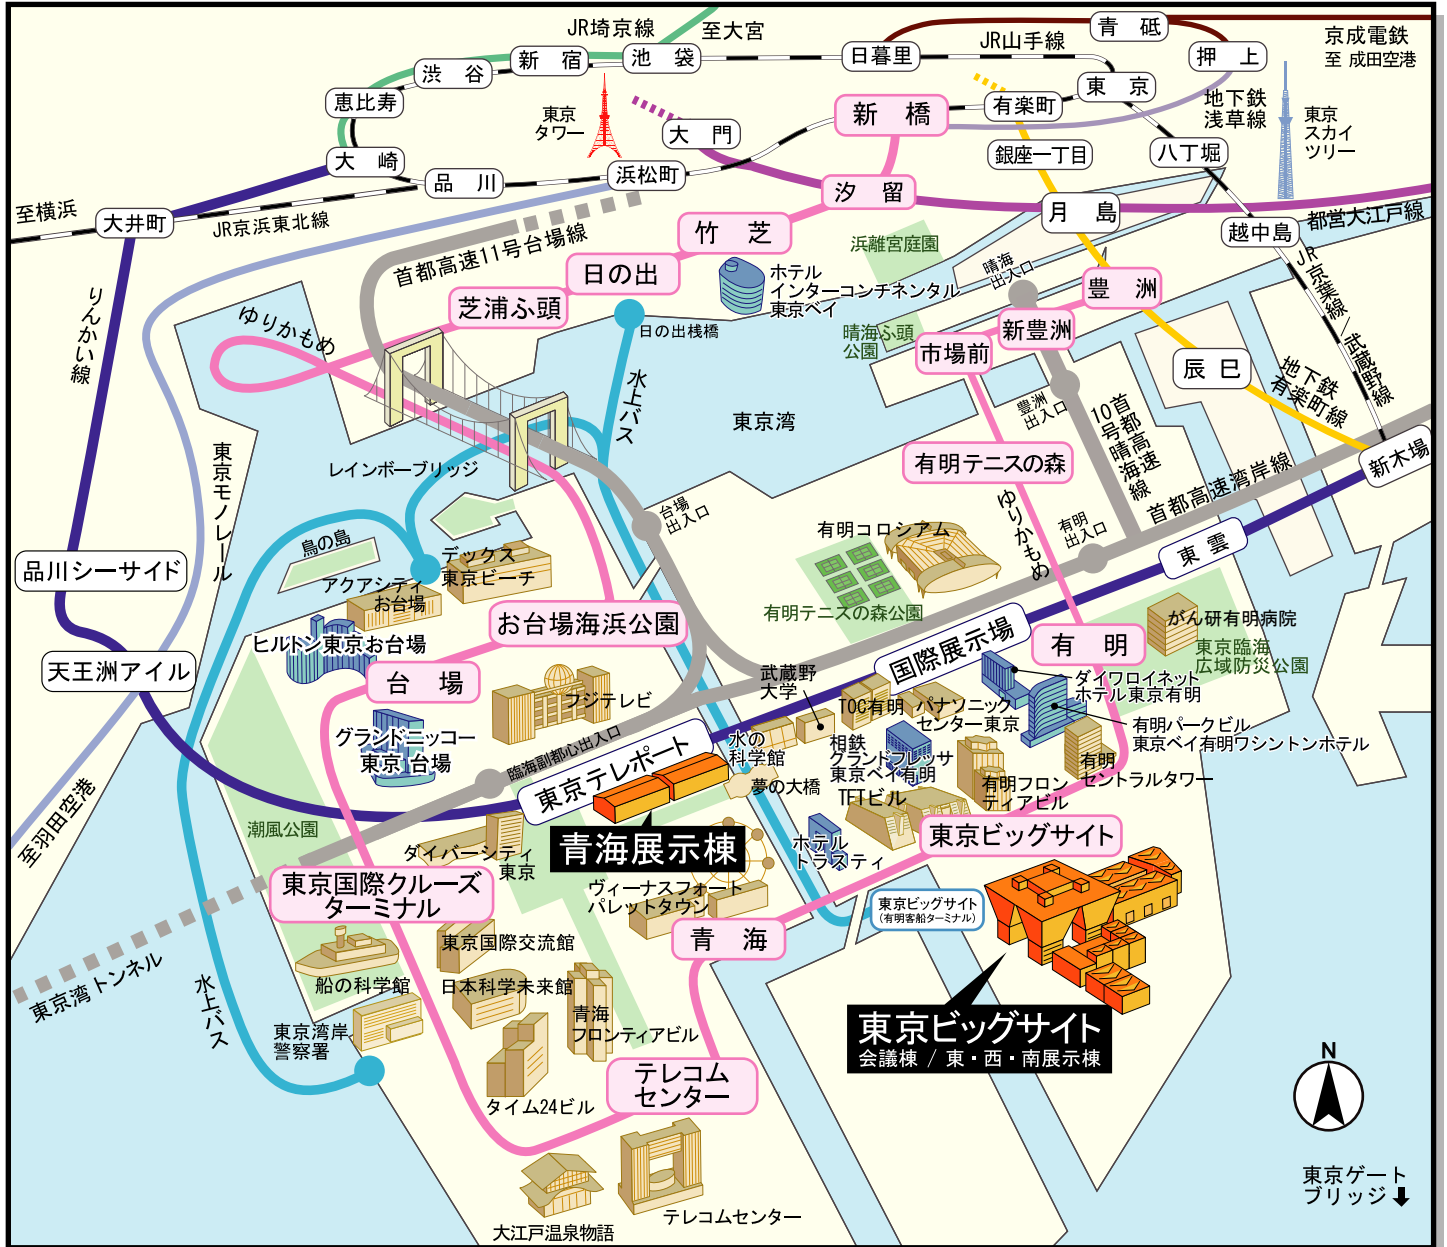 JR埼京線
至大宮
青 砥
京成電鉄
至 成田空港
新 宿
池 袋
日暮里
JR山手線
押 上
渋 谷
恵比寿
東京
タワー
大 門
新 橋
有楽町
東 京
地下鉄
浅草線
東京
スカイ
ツリー
大 崎
品 川
浜松町
銀座一丁目
八丁堀
至横浜
大井町
JR京浜東北線
汐 留
月 島
都営大江戸線
越中島
首都高速11号台場線
竹 芝
浜離宮庭園
日の出
ホテル
インターコンチネンタル
東京ベイ
晴海
出入口
豊 洲
JR京葉線／武蔵野線
りんかい線
ゆりかもめ
芝浦ふ頭
日の出桟橋
晴海ふ頭
公園
市場前
新豊洲
辰 巳
地下鉄
有楽町線
水上バス
東京湾
豊洲
出入口
10号晴海線
首都高速
東京モノレール
レインボーブリッジ
有明テニスの森
新木場
首都高速湾岸線
台場
出入口
ゆりかもめ
有明
出入口
鳥の島
デックス
東京ビーチ
有明コロシアム
東 雲
品川シーサイド
アクアシティ
お台場
有明テニスの森公園
お台場海浜公園
国際展示場
有 明
がん研有明病院
東京臨海
広域防災公園
ヒルトン東京お台場
天王洲アイル
台 場
フジテレビ
武蔵野
大学
TOC有明
パナソニック
センター東京
ダイワロイネット
ホテル東京有明
有明パークビル
東京ベイ有明ワシントンホテル
グランドニッコー
東京 台場
臨海副都心出入口
東京テレポート
水の
科学館
相鉄
グランドフレッサ
東京ベイ有明
有明
セントラルタワー
有明フロン
ティアビル
夢の大橋
TFTビル
至羽田空港
潮風公園
青海展示棟
ホテル
トラスティ
東京ビッグサイト
ダイバーシティ
東京
東京国際クルーズ
ターミナル
ヴィーナスフォート
パレットタウン
東京ビッグサイト
(有明客船ターミナル)
青 海
東京国際交流館
東京湾トンネル
水上バス
船の科学館
日本科学未来館
青海
フロンティアビル
東京湾岸
警察署
東京ビッグサイト
会議棟 / 東・西・南展示棟
テレコム
センター
タイム24ビル
N
大江戸温泉物語
テレコムセンター
東京ゲート
ブリッジ